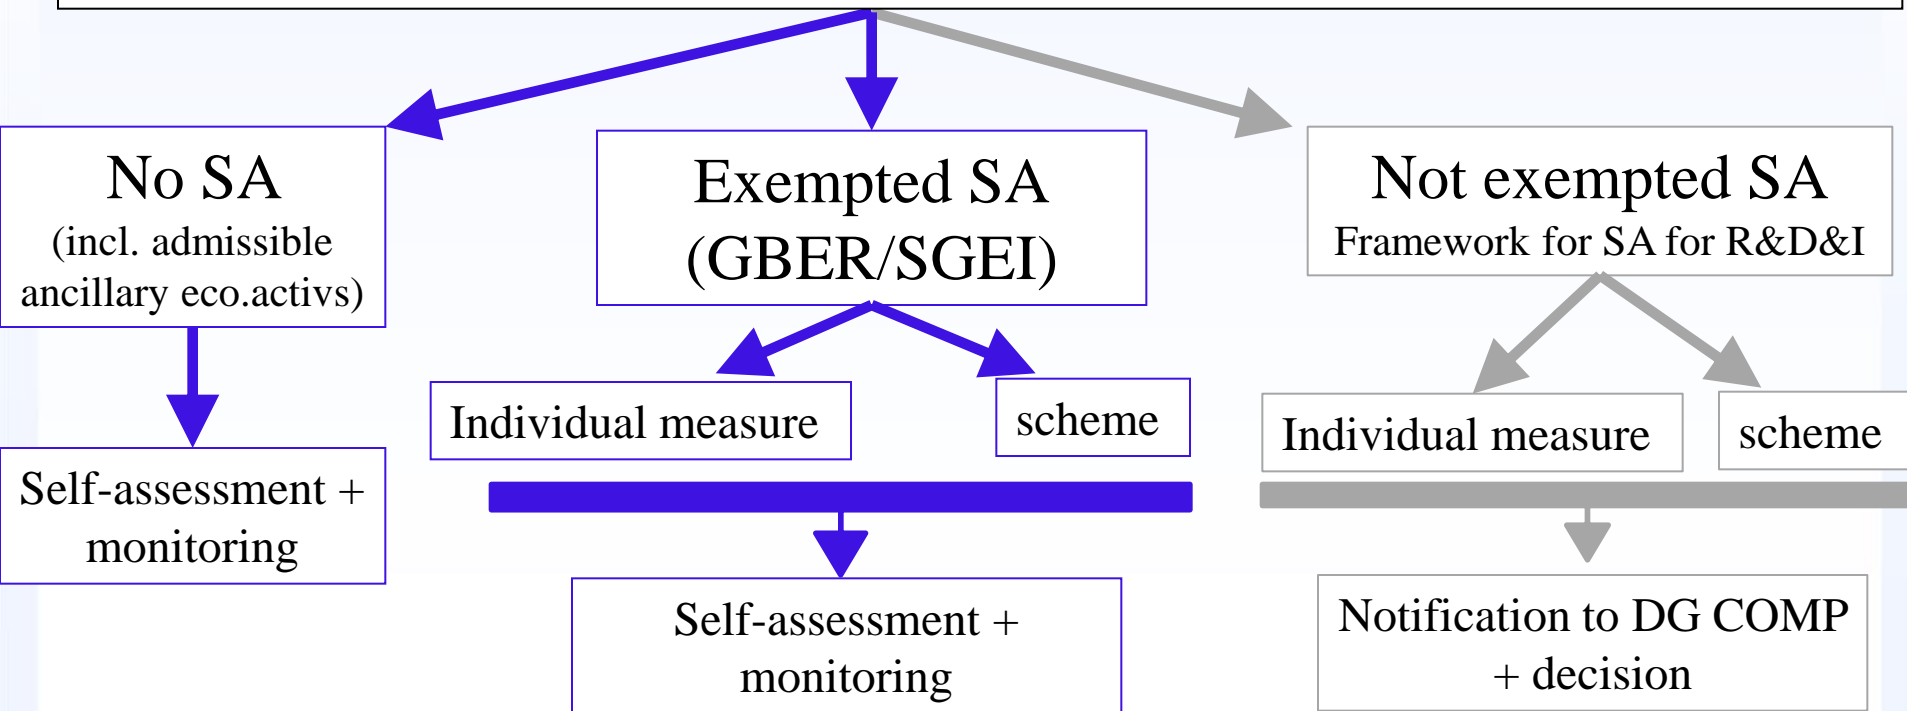 No SA
(incl. admissible
ancillary eco.activs)
Exempted SA
(GBER/SGEI)
Not exempted SA
Framework for SA for R&D&I
Individual measure
scheme
Individual measure
scheme
Self-assessment +
monitoring
Self-assessment +
monitoring
Notification to DG COMP
+ decision